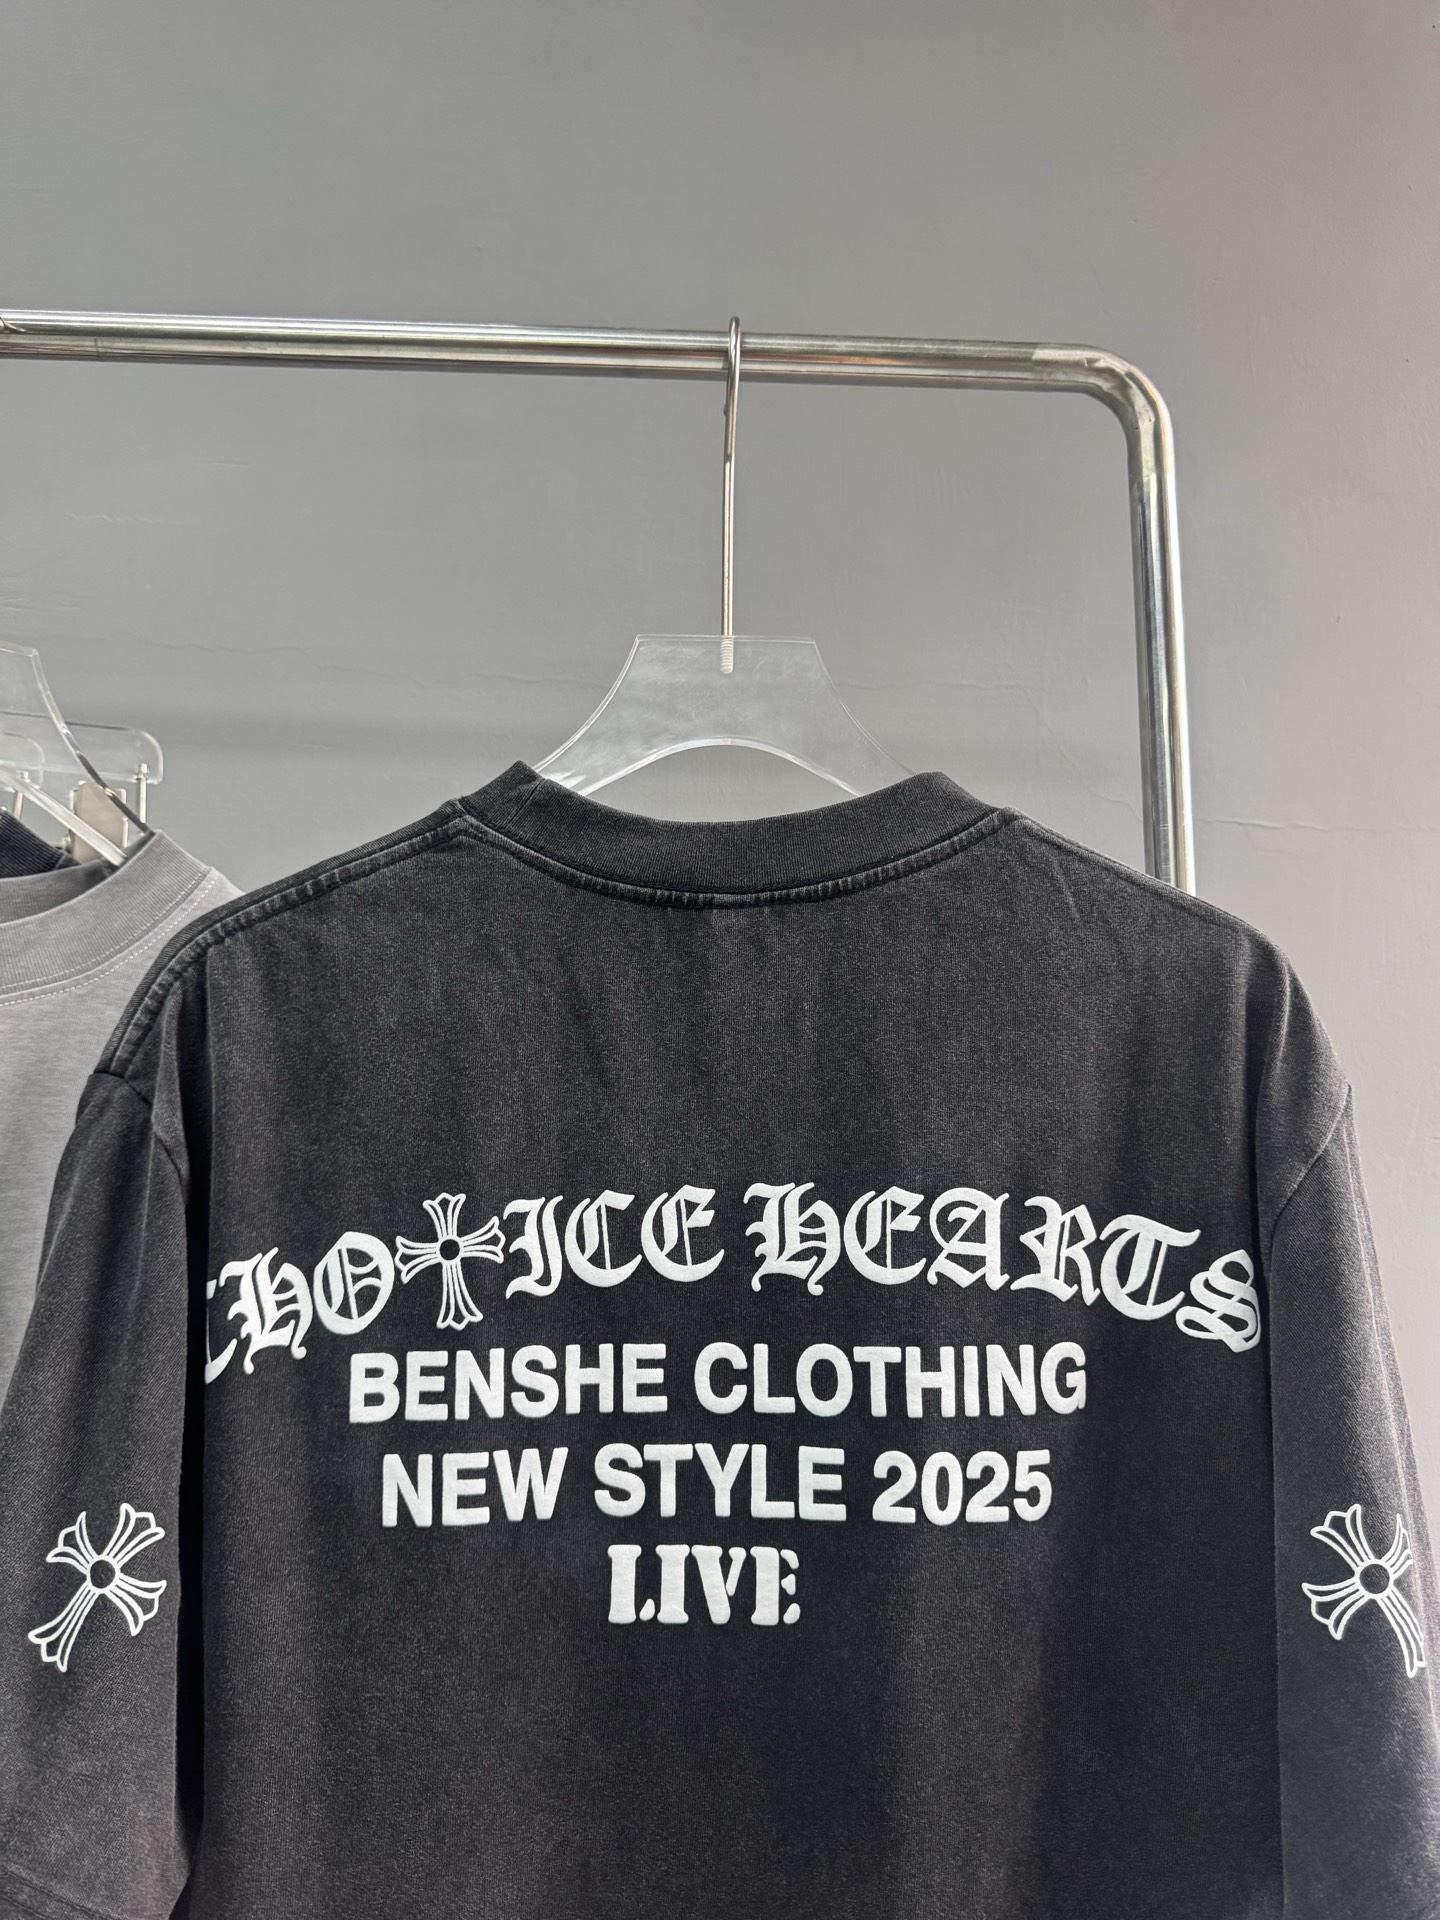 CHO ICE HEARTS
BENSHE CLOTHING
NEW STYLE 2025
LIVE